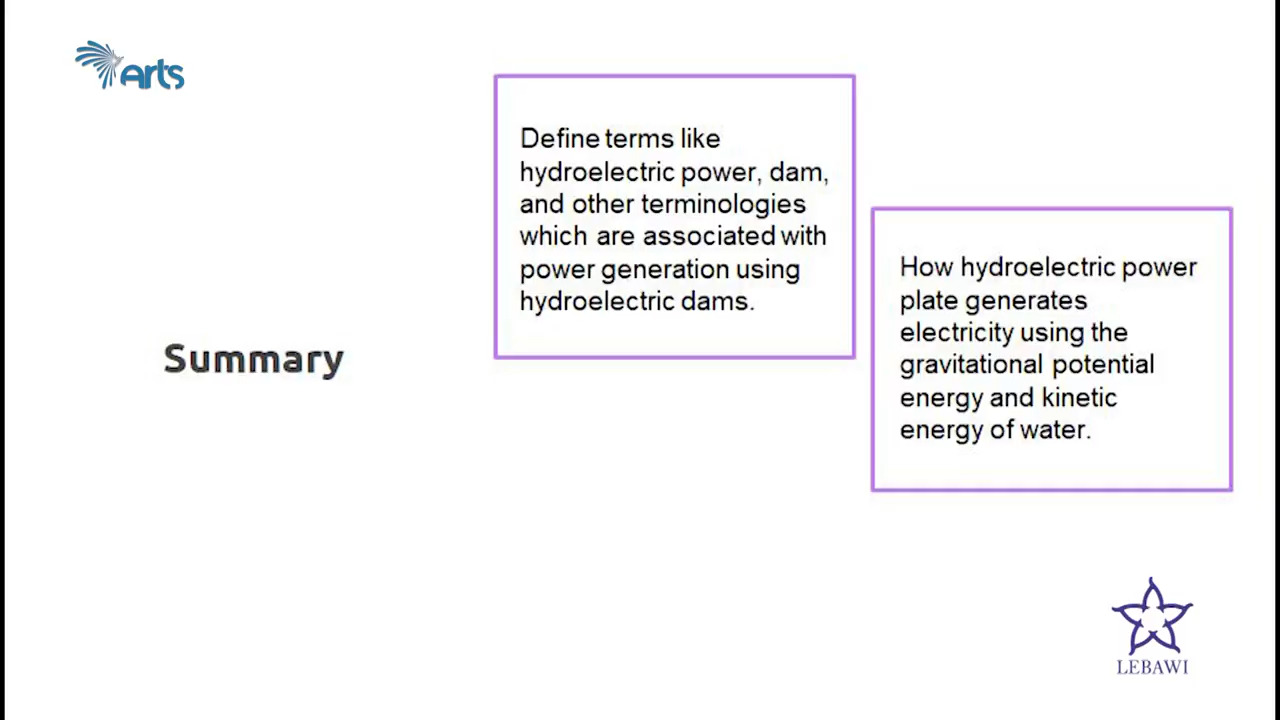 Arts
Define terms like
hydroelectric power, dam,
and other terminologies
which are associated with
power generation using
hydroelectric dams.
How hydroelectric power
plate generates
electricity using the
gravitational potential
energy and kinetic
energy of water.
Summary
LEBAWI